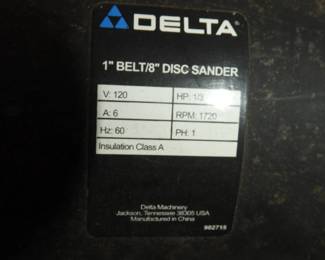 DELTA
1" BELT/8" DISC SANDER
V: 120 HP: 1/3
A: 6 RPM: 1720
Hz: 60 PH: 1
Insulation Class A
Delta Machinery
Jackson, Tennessee 38305 USA
Manufactured in China
902719